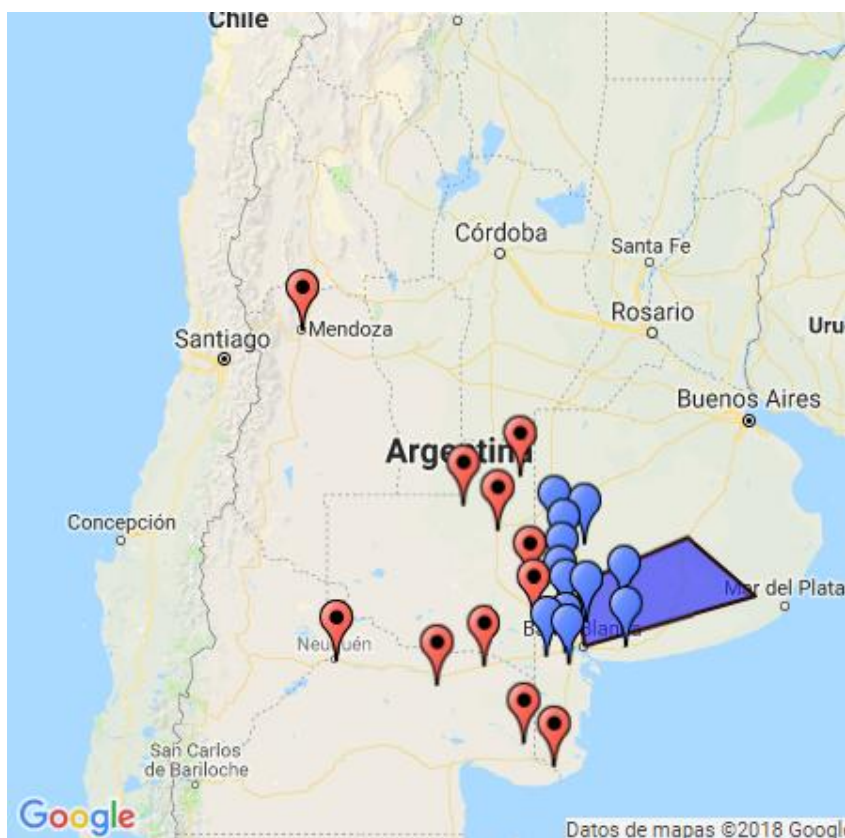 Chile
Córdoba
Santa Fe
Rosario
Uru
Mendoza
Santiago
Buenos Aires
Argentina
Concepción
Mar del Plata
Neuquén
San Carlos
de Bariloche
Google
Datos de mapas ©2018 Google